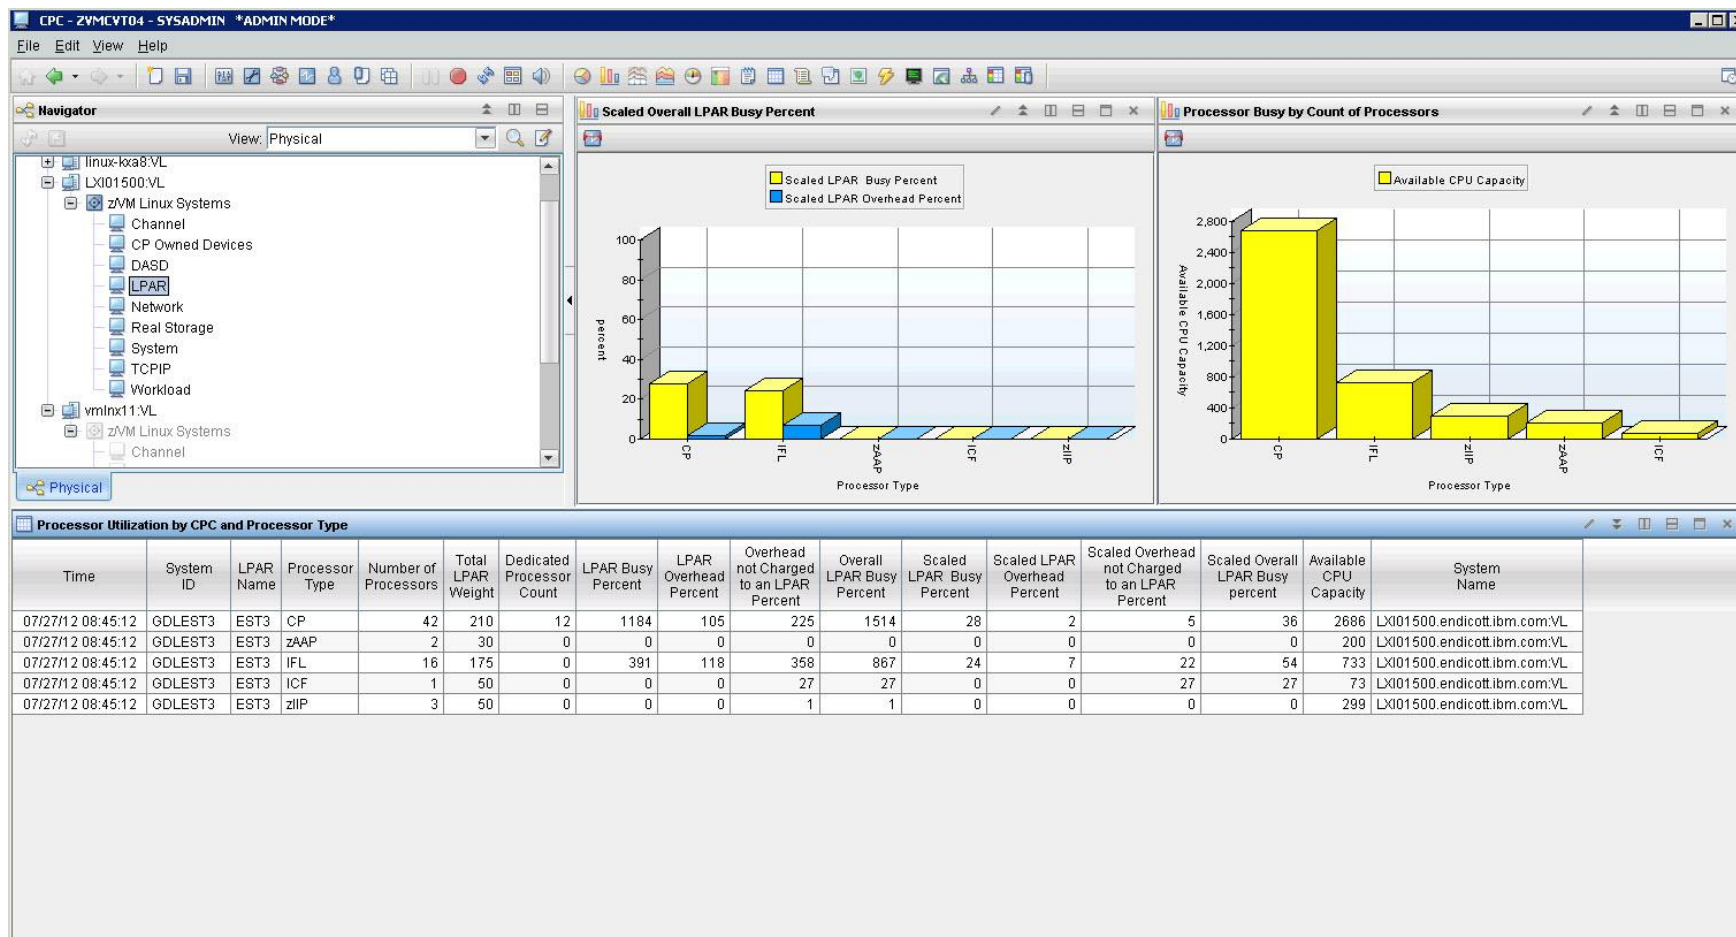 CPC - ZVMCVT04 - SYSADMIN *ADMIN MODE*
File Edit View Help
Navigator
View: Physical
linux-kxa8:VL
LXI01500:VL
z/VM Linux Systems
Channel
CP Owned Devices
DASD
LPAR
Network
Real Storage
System
TCPIP
Workload
vmlnx11:VL
z/VM Linux Systems
Channel
Physical
Scaled Overall LPAR Busy Percent
Scaled LPAR Busy Percent
Scaled LPAR Overhead Percent
percent
100
80
60
40
20
0
CP IFL zAAP ICF zIIP
Processor Type
Processor Busy by Count of Processors
Available CPU Capacity
Available CPU Capacity
2,800
2,400
2,000
1,600
1,200
800
400
0
CP IFL zIIP zAAP ICF
Processor Type
Processor Utilization by CPC and Processor Type
Time System ID LPAR Name Processor Type Number of Processors Total LPAR Weight Dedicated Processor Count LPAR Busy Percent LPAR Overhead Percent Overhead not Charged to an LPAR Percent Overall LPAR Busy Percent Scaled LPAR Busy Percent Scaled LPAR Overhead Percent Scaled Overhead not Charged to an LPAR Percent Scaled Overall LPAR Busy percent Available CPU Capacity System Name
07/27/12 08:45:12 GDLEST3 EST3 CP 42 210 12 1184 105 225 1514 28 2 5 36 2686 LXI01500.endicott.ibm.com:VL
07/27/12 08:45:12 GDLEST3 EST3 zAAP 2 30 0 0 0 0 0 0 0 0 0 200 LXI01500.endicott.ibm.com:VL
07/27/12 08:45:12 GDLEST3 EST3 IFL 16 175 0 391 118 358 867 24 7 22 54 733 LXI01500.endicott.ibm.com:VL
07/27/12 08:45:12 GDLEST3 EST3 ICF 1 50 0 0 0 27 27 0 0 27 27 73 LXI01500.endicott.ibm.com:VL
07/27/12 08:45:12 GDLEST3 EST3 zIIP 3 50 0 0 0 1 1 0 0 0 0 299 LXI01500.endicott.ibm.com:VL